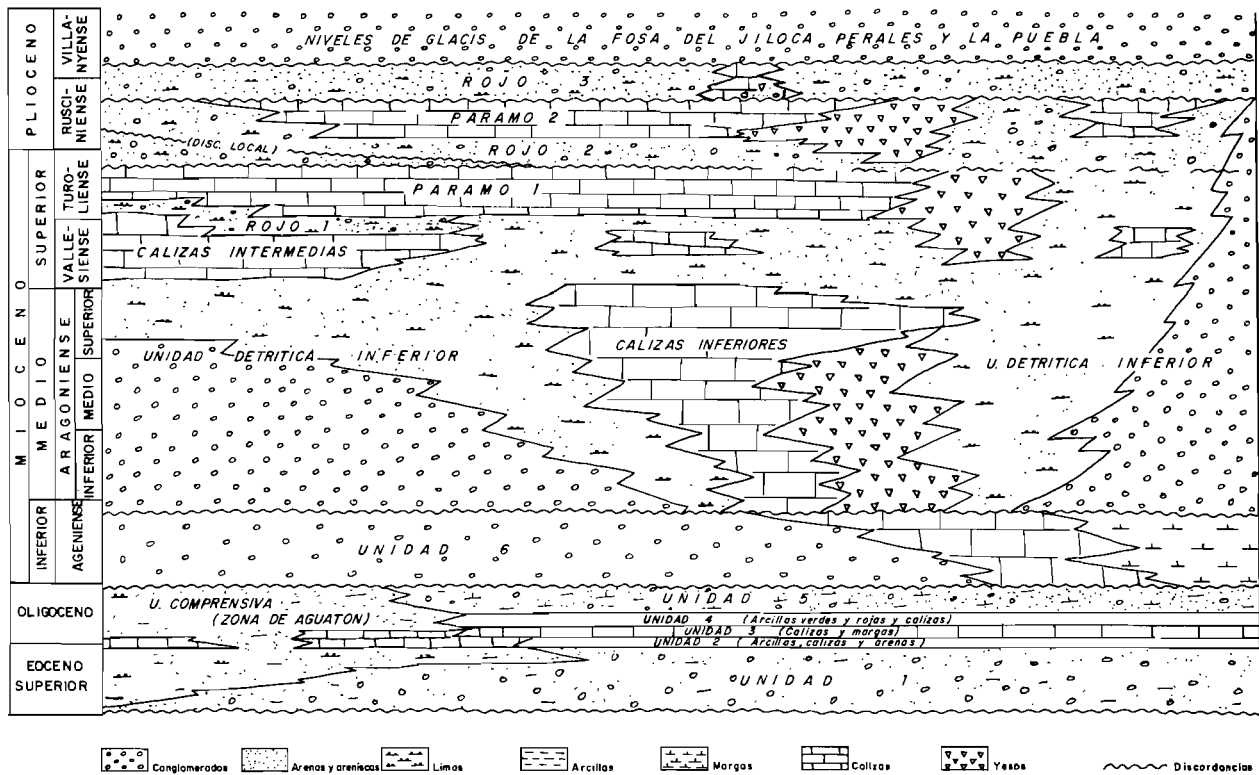 PLIOCENO
VILLA-
NYENSE
RUSCI-
NIENSE
MIOCENO
SUPERIOR
TURO-
LIENSE
VALLE-
SIENSE
MEDIO
ARAGONIENSE
SUPERIOR
MEDIO
INFERIOR
INFERIOR
AGENIENSE
OLIGOCENO
EOCENO
SUPERIOR
NIVELES DE GLACIS DE LA FOSA DEL JILOCA PERALES Y LA PUEBLA
ROJO 3
PARAMO 2
(DISC. LOCAL)
ROJO 2
PARAMO 1
ROJO 1
CALIZAS INTERMEDIAS
UNIDAD DETRITICA INFERIOR
CALIZAS INFERIORES
U. DETRITICA INFERIOR
UNIDAD 6
U. COMPRENSIVA
(ZONA DE AGUATON)
UNIDAD 5
UNIDAD 4 (Arcillas verdes y rojas y calizas)
UNIDAD 3 (Calizas y margas)
UNIDAD 2 (Arcillas, calizas y arenas)
UNIDAD 1
Conglomerados
Arenas y areniscas
Limos
Arcillas
Margas
Calizas
Yesos
Discordancias